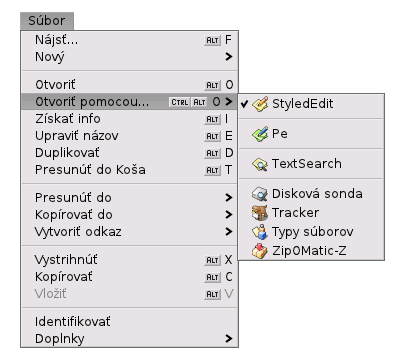 Súbor
Nájsť... ALT F
Nový
Otvoriť ALT O
Otvoriť pomocou... CTRL ALT O
StyledEdit
Získať info ALT I
Upraviť názov ALT E
Pe
Duplikovať ALT D
Presunúť do Koša ALT T
TextSearch
Presunúť do
Disková sonda
Kopírovať do
Tracker
Vytvoriť odkaz
Typy súborov
Zip0Matic-Z
Vystrihnúť ALT X
Kopírovať ALT C
Vložiť ALT V
Identifikovať
Doplnky